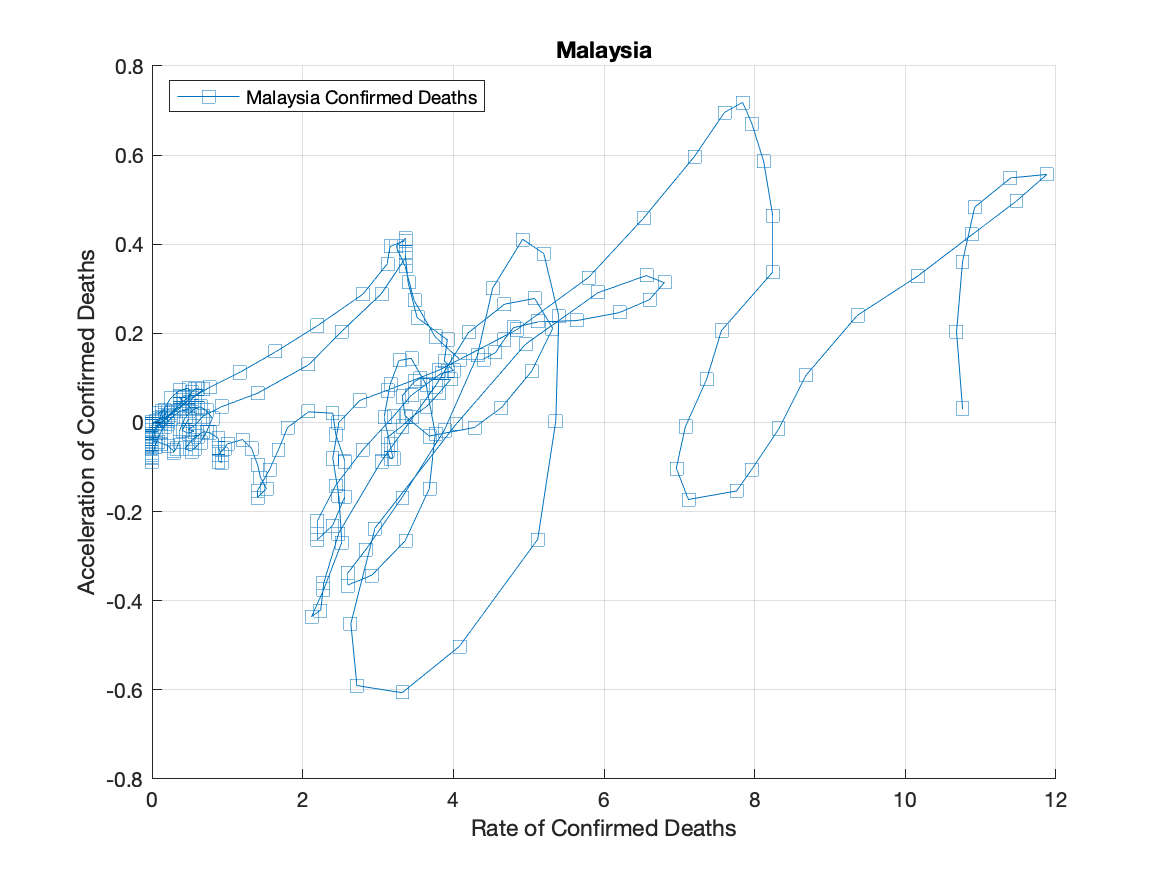 Malaysia
Malaysia Confirmed Deaths
0.8
0.6
0.4
0.2
0
-0.2
-0.4
-0.6
-0.8
Acceleration of Confirmed Deaths
0 2 4 6 8 10 12
Rate of Confirmed Deaths